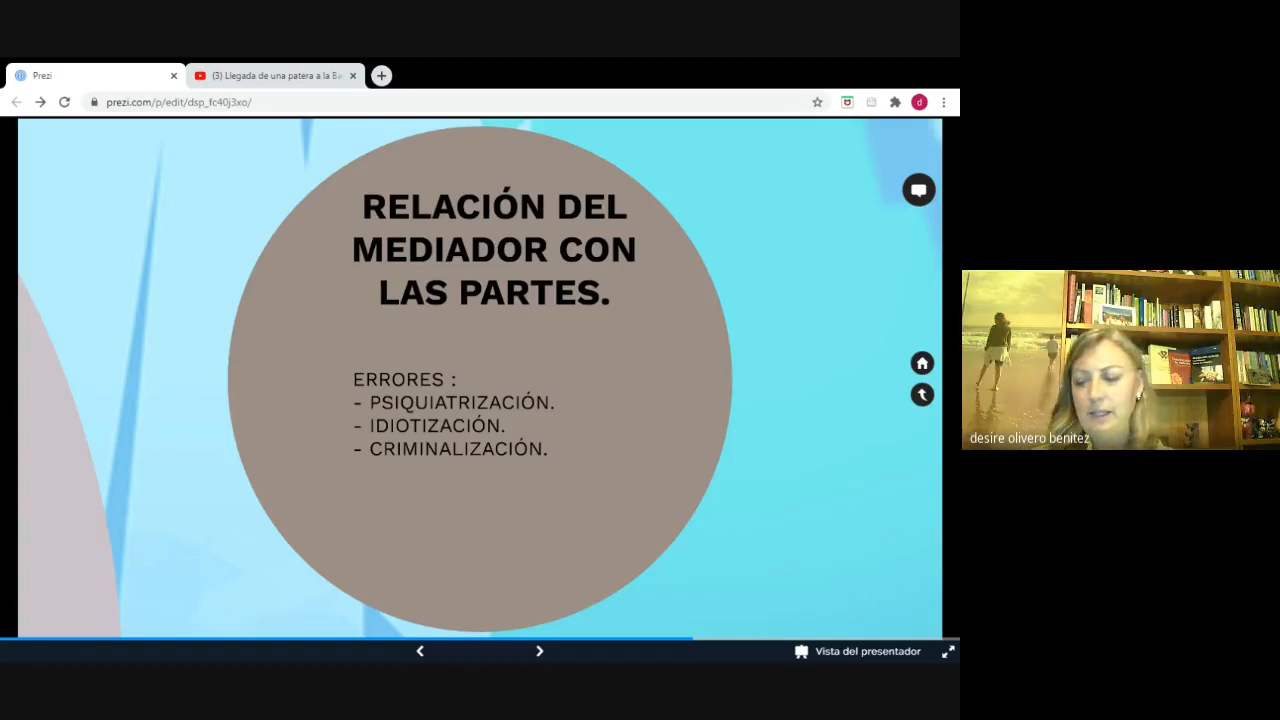 Prezi
(3) Llegada de una patera a la Ba
prezi.com/p/edit/dsp_fc40j3xo/
d
RELACIÓN DEL
MEDIADOR CON
LAS PARTES.
ERRORES :
- PSIQUIATRIZACIÓN.
- IDIOTIZACIÓN.
- CRIMINALIZACIÓN.
desire olivero benitez
Vista del presentador